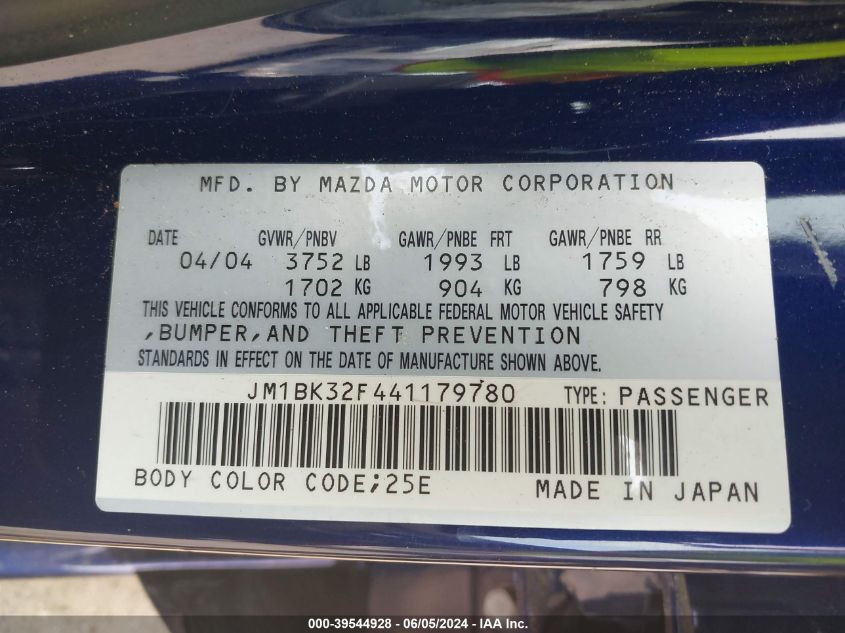 MFD. BY MAZDA MOTOR CORPORATION
DATE GVWR/PNBV GAWR/PNBE FRT GAWR/PNBE RR
04/04 3752 LB 1993 LB 1759 LB
1702 KG 904 KG 798 KG
THIS VEHICLE CONFORMS TO ALL APPLICABLE FEDERAL MOTOR VEHICLE SAFETY
,BUMPER,AND THEFT PREVENTION
STANDARDS IN EFFECT ON THE DATE OF MANUFACTURE SHOWN ABOVE.
JM1BK32F441179780 TYPE: PASSENGER
BODY COLOR CODE;25E MADE IN JAPAN
000-39544928 - 06/05/2024 - IAA Inc.